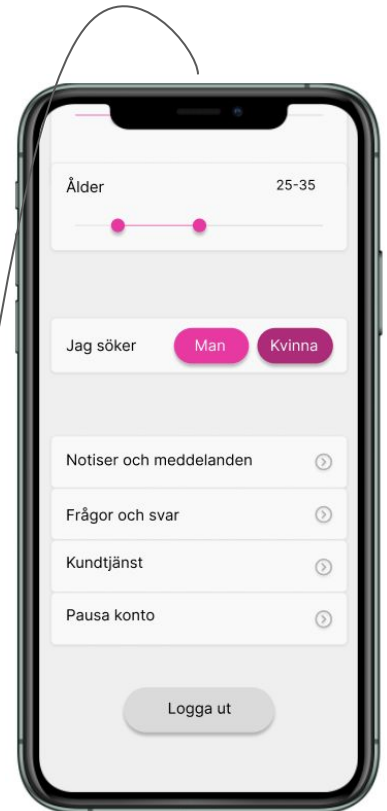 Ålder 25-35
Jag söker Man Kvinna
Notiser och meddelanden
Frågor och svar
Kundtjänst
Pausa konto
Logga ut